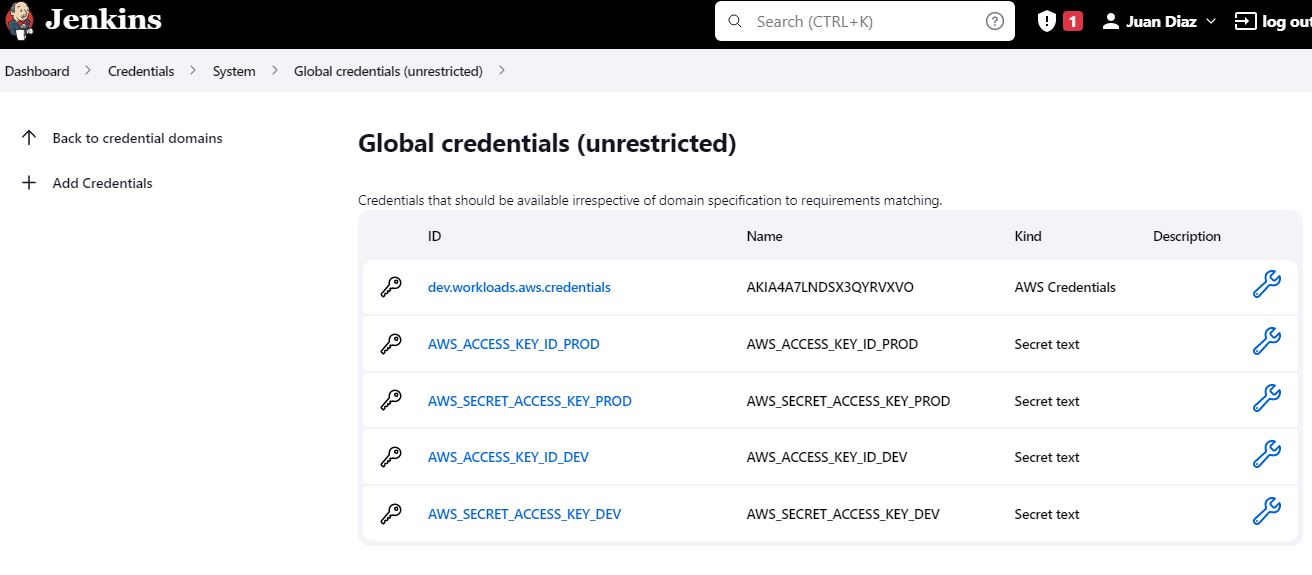 Jenkins
Search (CTRL+K)
1
Juan Diaz
log out
Dashboard
Credentials
System
Global credentials (unrestricted)
Back to credential domains
Add Credentials
Global credentials (unrestricted)
Credentials that should be available irrespective of domain specification to requirements matching.
ID Name Kind Description
dev.workloads.aws.credentials AKIA4A7LNDSX3QYRVXVO AWS Credentials
AWS_ACCESS_KEY_ID_PROD AWS_ACCESS_KEY_ID_PROD Secret text
AWS_SECRET_ACCESS_KEY_PROD AWS_SECRET_ACCESS_KEY_PROD Secret text
AWS_ACCESS_KEY_ID_DEV AWS_ACCESS_KEY_ID_DEV Secret text
AWS_SECRET_ACCESS_KEY_DEV AWS_SECRET_ACCESS_KEY_DEV Secret text